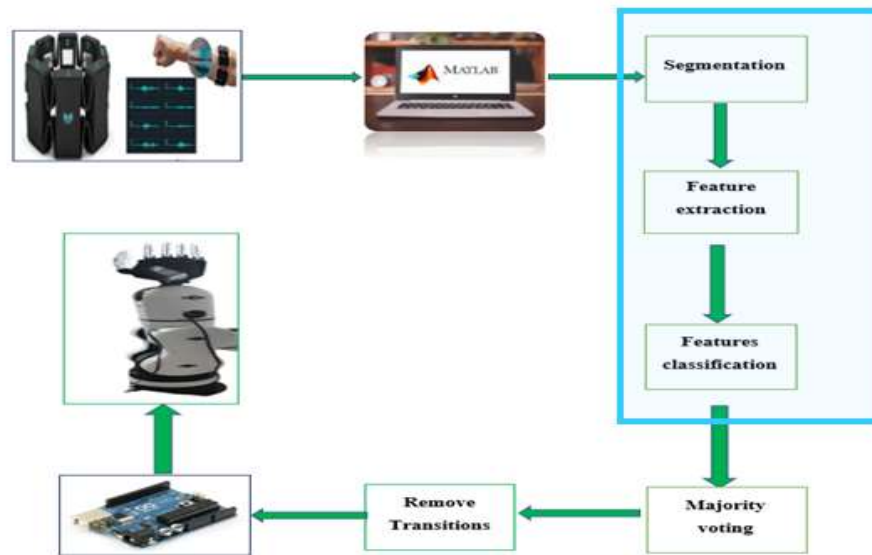 MATLAB
Segmentation
Feature
extraction
Features
classification
Majority
voting
Remove
Transitions